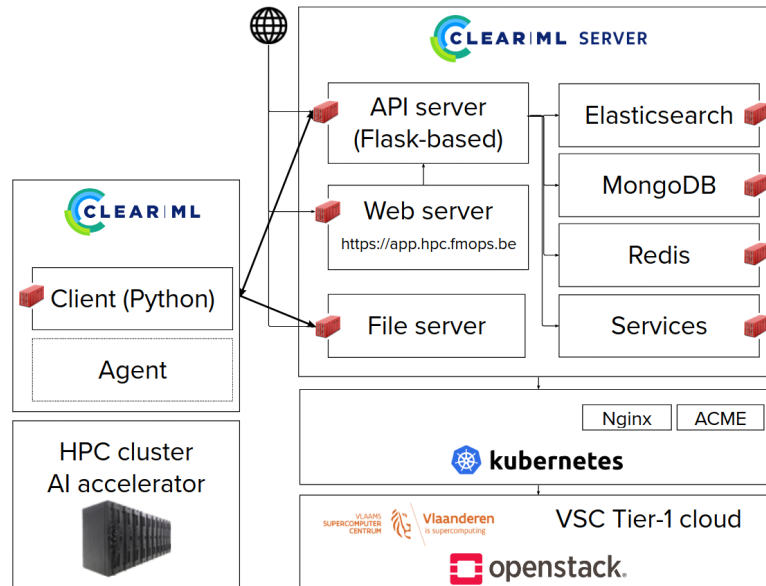 CLEAR|ML SERVER
API server
(Flask-based)
Elasticsearch
MongoDB
Web server
https://app.hpc.fmops.be
Redis
File server
Services
CLEAR|ML
Client (Python)
Agent
HPC cluster
AI accelerator
Nginx
ACME
kubernetes
VLAAMS
SUPERCOMPUTER
CENTRUM
Vlaanderen
is supercomputing
VSC Tier-1 cloud
openstack.